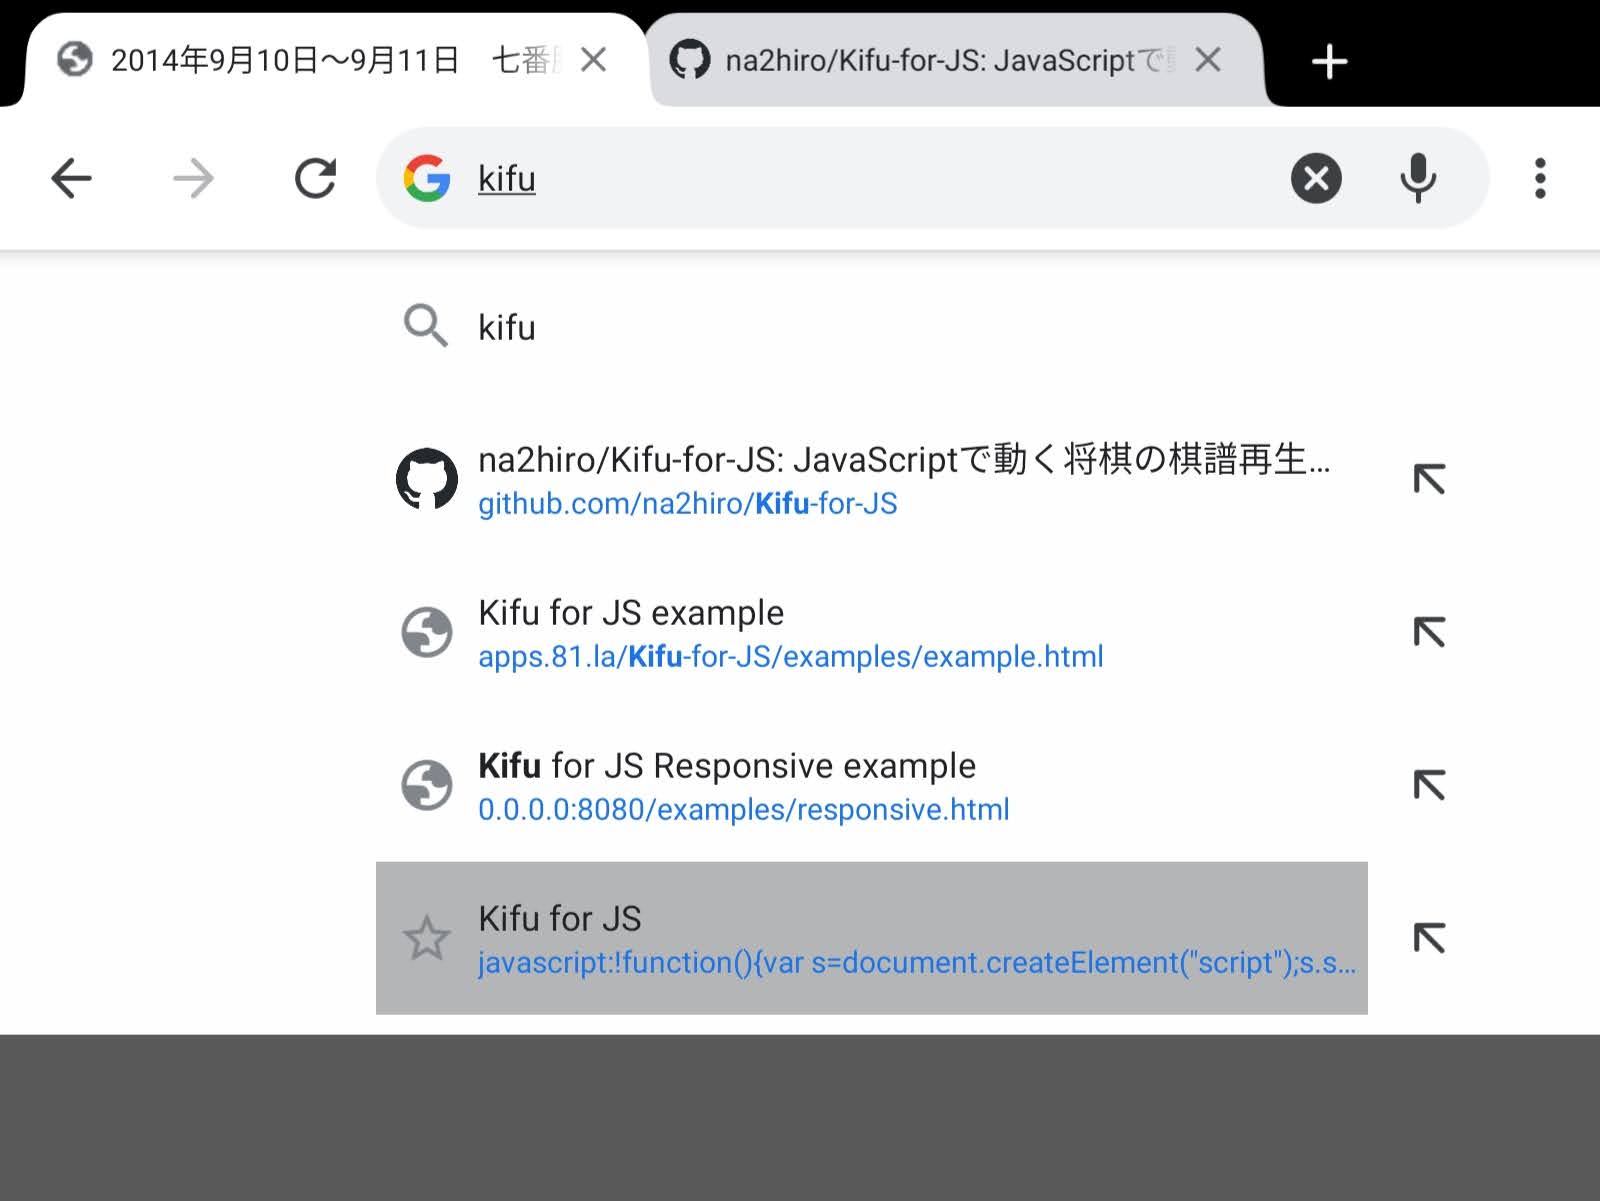 2014年9月10日～9月11日　七番
na2hiro/Kifu-for-JS: JavaScriptで
kifu
kifu
na2hiro/Kifu-for-JS: JavaScriptで動く将棋の棋譜再生...
github.com/na2hiro/Kifu-for-JS
Kifu for JS example
apps.81.la/Kifu-for-JS/examples/example.html
Kifu for JS Responsive example
0.0.0.0:8080/examples/responsive.html
Kifu for JS
javascript:!function(){var s=document.createElement("script");s.s...